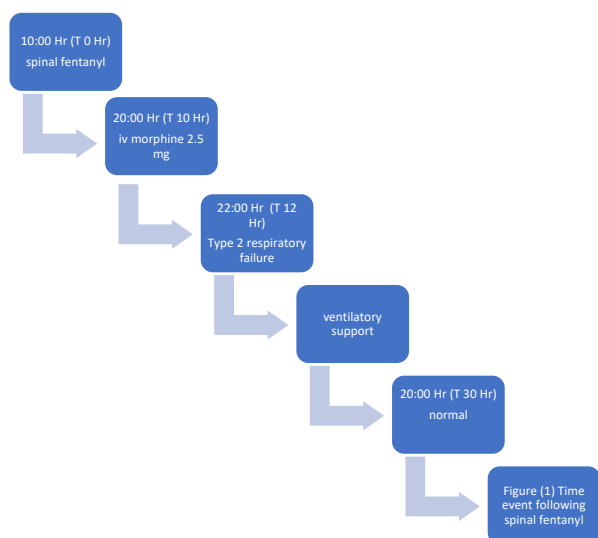 10:00 Hr (T 0 Hr)
spinal fentanyl
20:00 Hr (T 10 Hr)
iv morphine 2.5
mg
22:00 Hr (T 12
Hr)
Type 2 respiratory
failure
ventilatory
support
20:00 Hr (T 30 Hr)
normal
Figure (1) Time
event following
spinal fentanyl